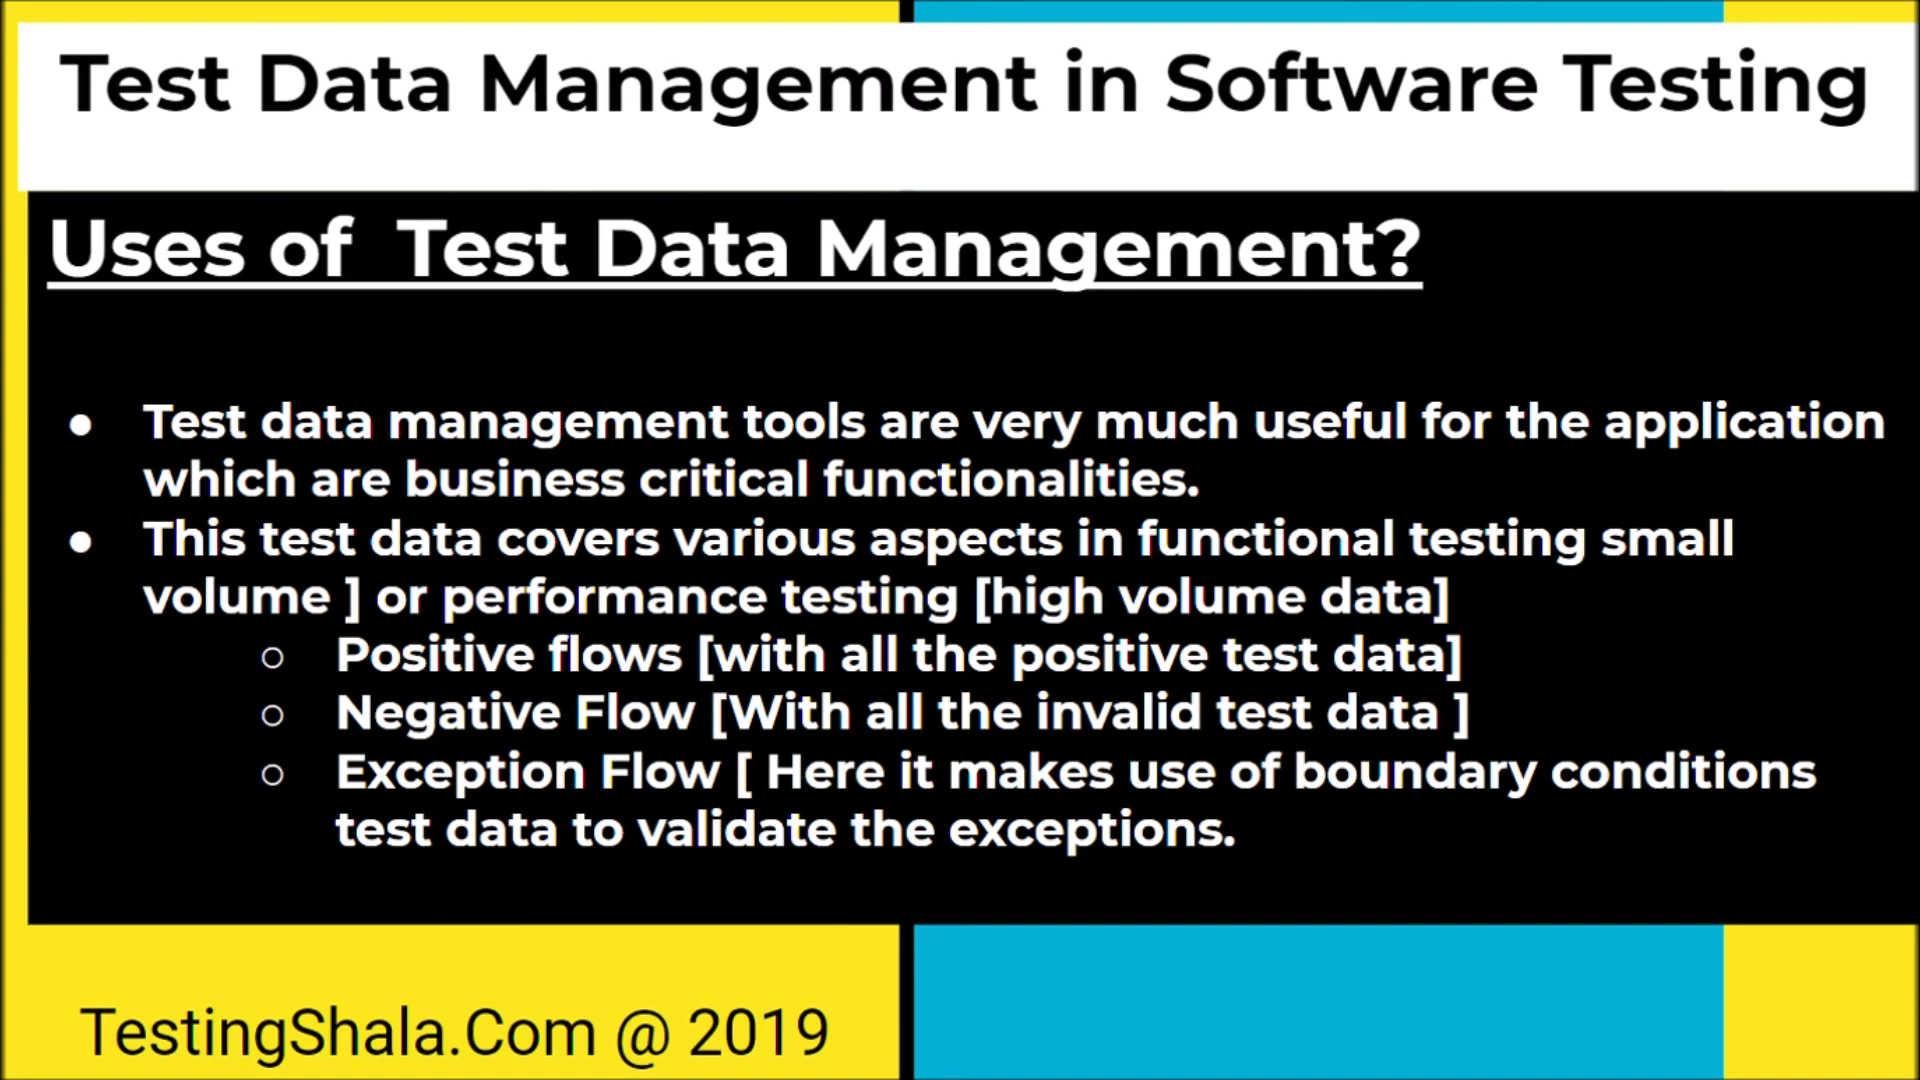 Test Data Management in Software Testing
Uses of  Test Data Management?
● Test data management tools are very much useful for the application
which are business critical functionalities.
● This test data covers various aspects in functional testing small
volume ] or performance testing [high volume data]
○ Positive flows [with all the positive test data]
○ Negative Flow [With all the invalid test data ]
○ Exception Flow [ Here it makes use of boundary conditions
test data to validate the exceptions.
TestingShala.Com @ 2019